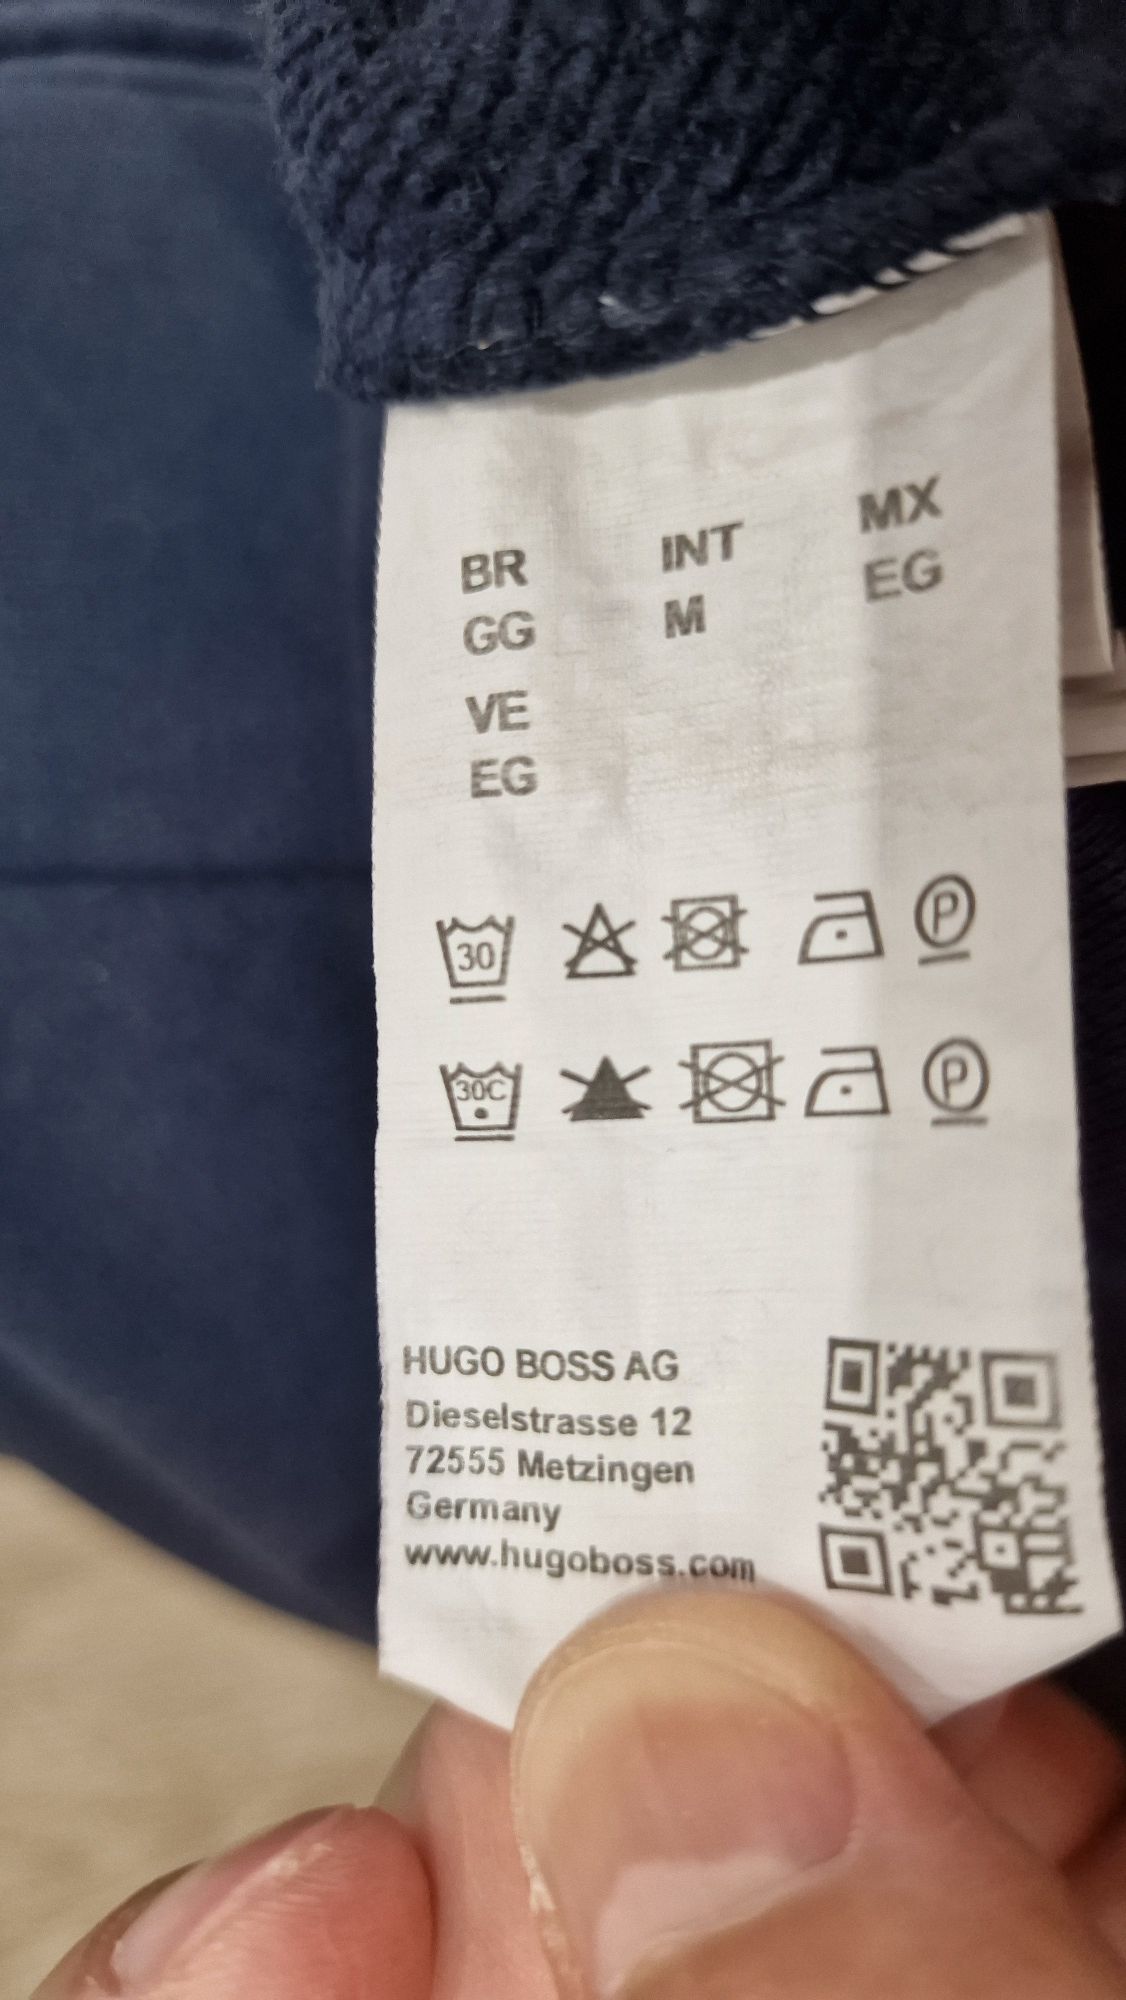 BR INT MX
GG M EG
VE
EG
30 P
30C P
HUGO BOSS AG
Dieselstrasse 12
72555 Metzingen
Germany
www.hugoboss.com